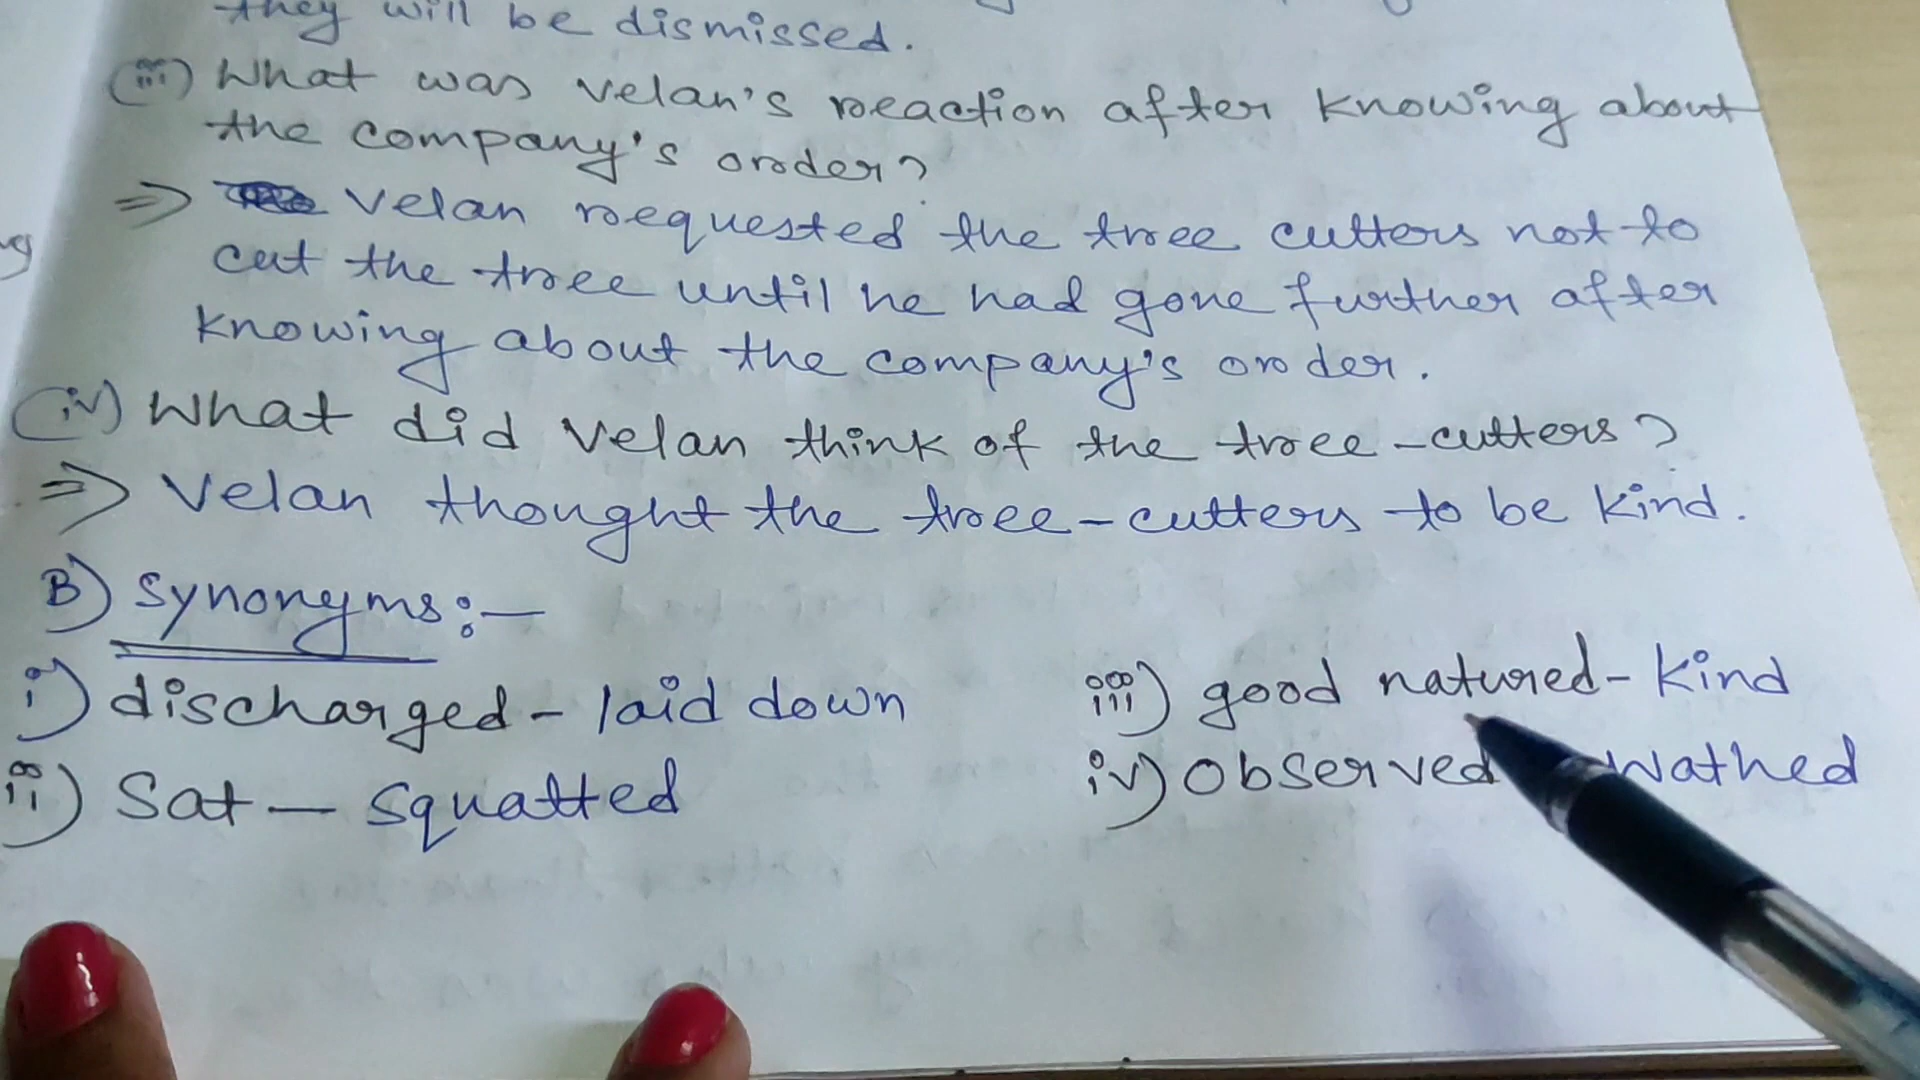 they will be dismissed.
(iii) What was velan's reaction after knowing about
the company's order?
⇒ velan requested the tree cutters not to
cut the tree until he had gone further after
knowing about the company's order.
(iv) What did velan think of the tree-cutters?
⇒ Velan thought the tree-cutters to be kind.
B) Synonyms:-
i) discharged - laid down
ii) Sat - squatted
iii) good natured - kind
iv) observed wathed